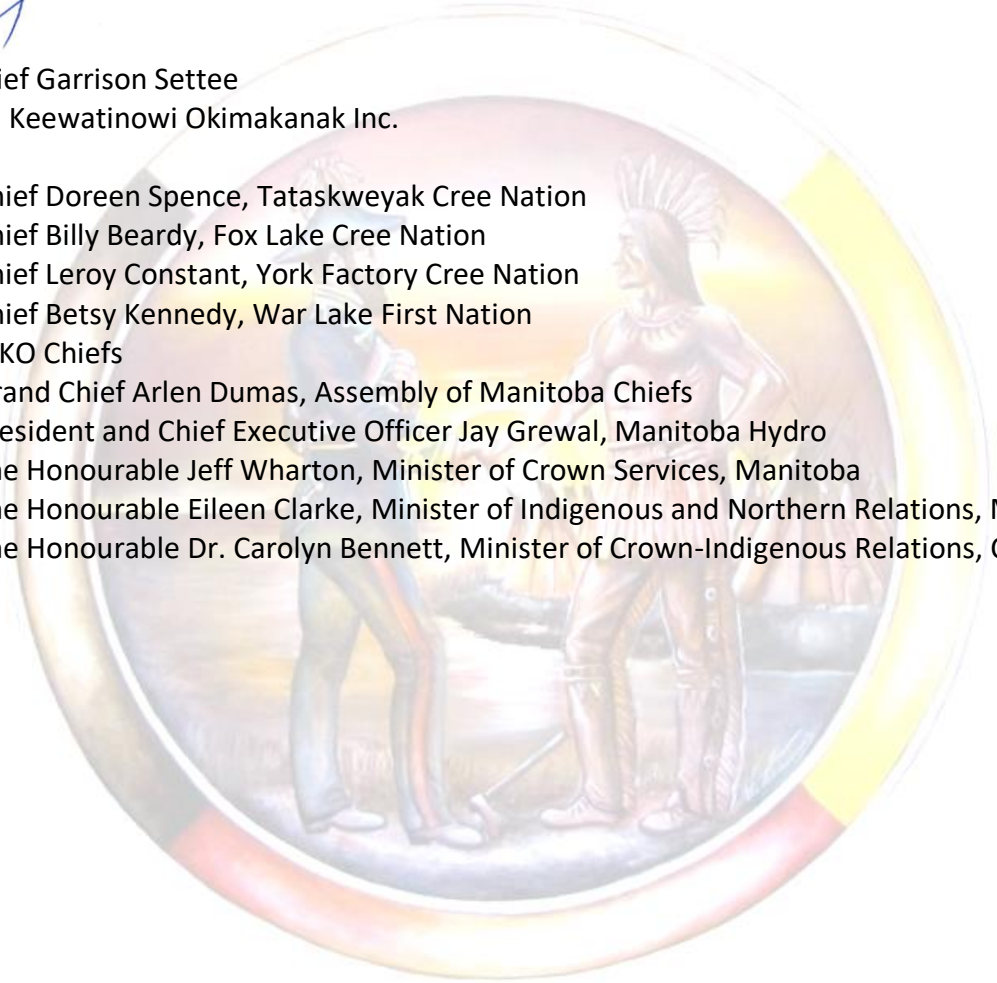 ief Garrison Settee
Keewatinowi Okimakanak Inc.
hief Doreen Spence, Tataskweyak Cree Nation
hief Billy Beardy, Fox Lake Cree Nation
hief Leroy Constant, York Factory Cree Nation
hief Betsy Kennedy, War Lake First Nation
KO Chiefs
rand Chief Arlen Dumas, Assembly of Manitoba Chiefs
esident and Chief Executive Officer Jay Grewal, Manitoba Hydro
he Honourable Jeff Wharton, Minister of Crown Services, Manitoba
he Honourable Eileen Clarke, Minister of Indigenous and Northern Relations,
he Honourable Dr. Carolyn Bennett, Minister of Crown-Indigenous Relations,